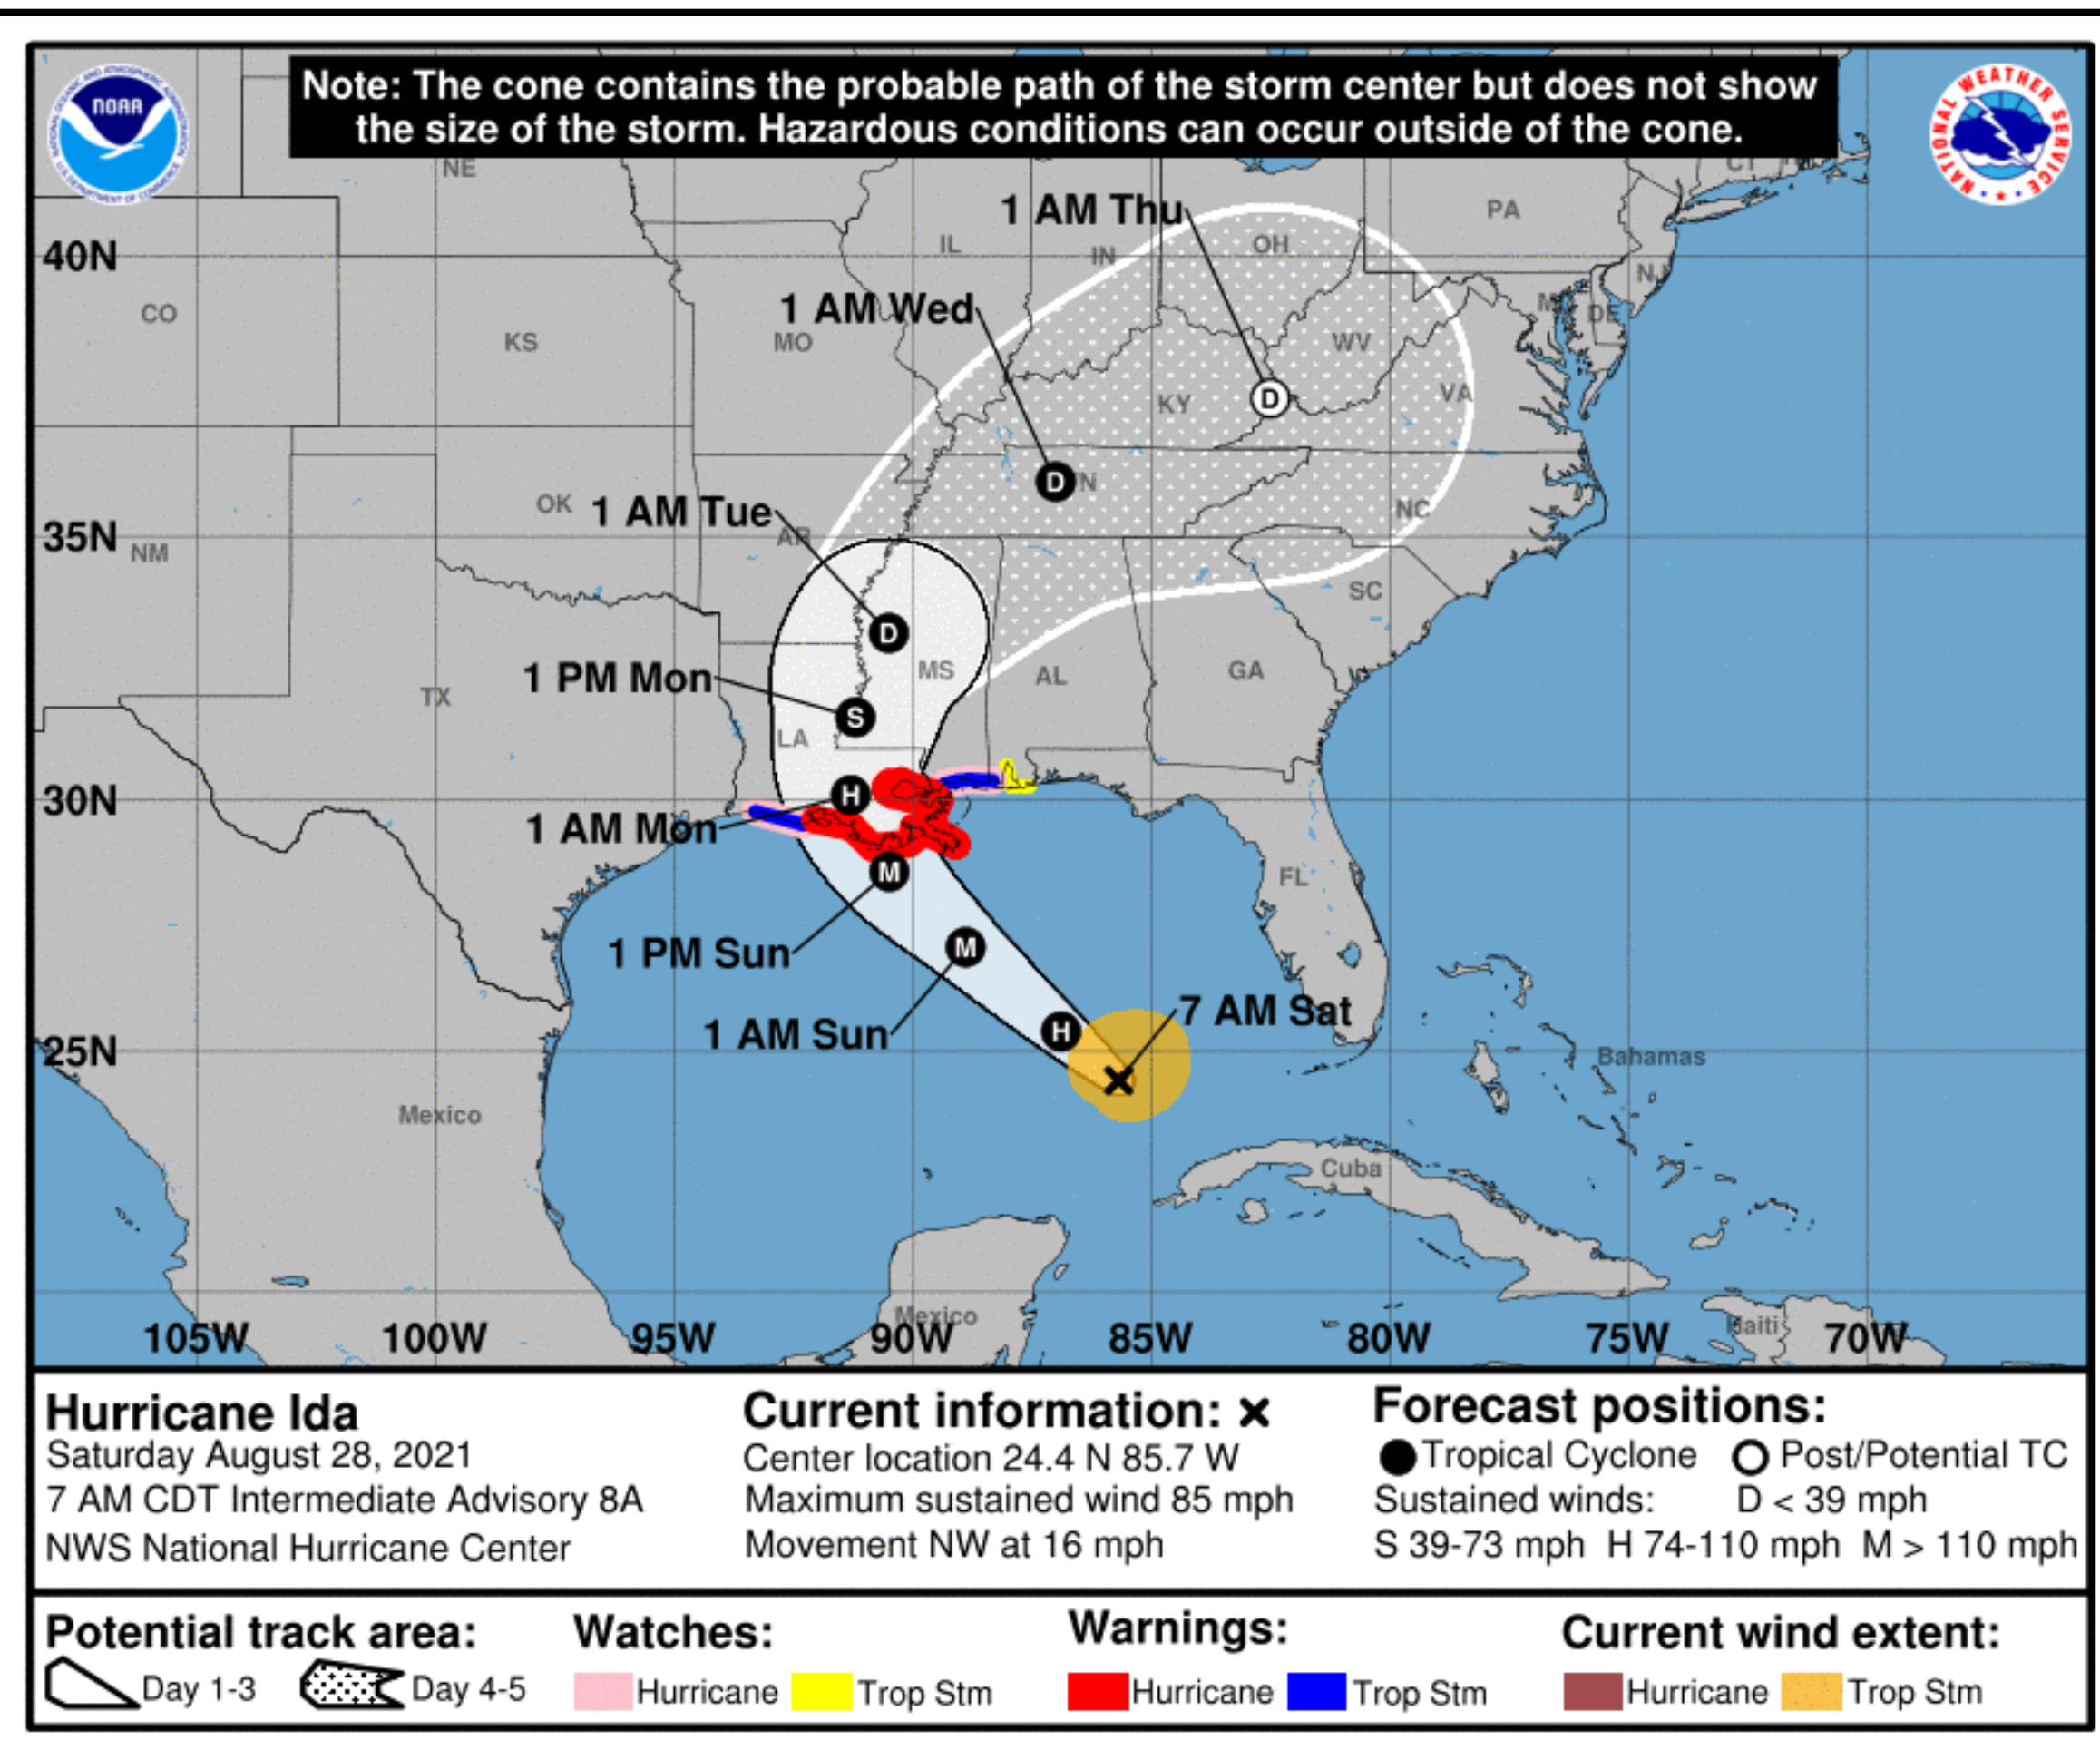 Note: The cone contains the probable path of the storm center but does not show
the size of the storm. Hazardous conditions can occur outside of the cone.
NOAA
NATIONAL WEATHER SERVICE
NE
CT
1 AM Thu
PA
IL
IN
OH
40N
NJ
1 AM Wed
CO
DE
KS
MO
WV
KY
VA
D
D
OK
1 AM Tue
NC
35N
NM
AR
SC
D
1 PM Mon
MS
AL
GA
TX
S
LA
30N
H
1 AM Mon
M
FL
1 PM Sun
M
1 AM Sun
H
7 AM Sat
25N
Bahamas
Mexico
Cuba
Mexico
Haiti
105W 100W 95W 90W 85W 80W 75W 70W
Hurricane Ida
Saturday August 28, 2021
7 AM CDT Intermediate Advisory 8A
NWS National Hurricane Center
Current information: x
Center location 24.4 N 85.7 W
Maximum sustained wind 85 mph
Movement NW at 16 mph
Forecast positions:
Tropical Cyclone Post/Potential TC
Sustained winds: D < 39 mph
S 39-73 mph H 74-110 mph M > 110 mph
Potential track area:
Day 1-3 Day 4-5
Watches:
Hurricane Trop Stm
Warnings:
Hurricane Trop Stm
Current wind extent:
Hurricane Trop Stm